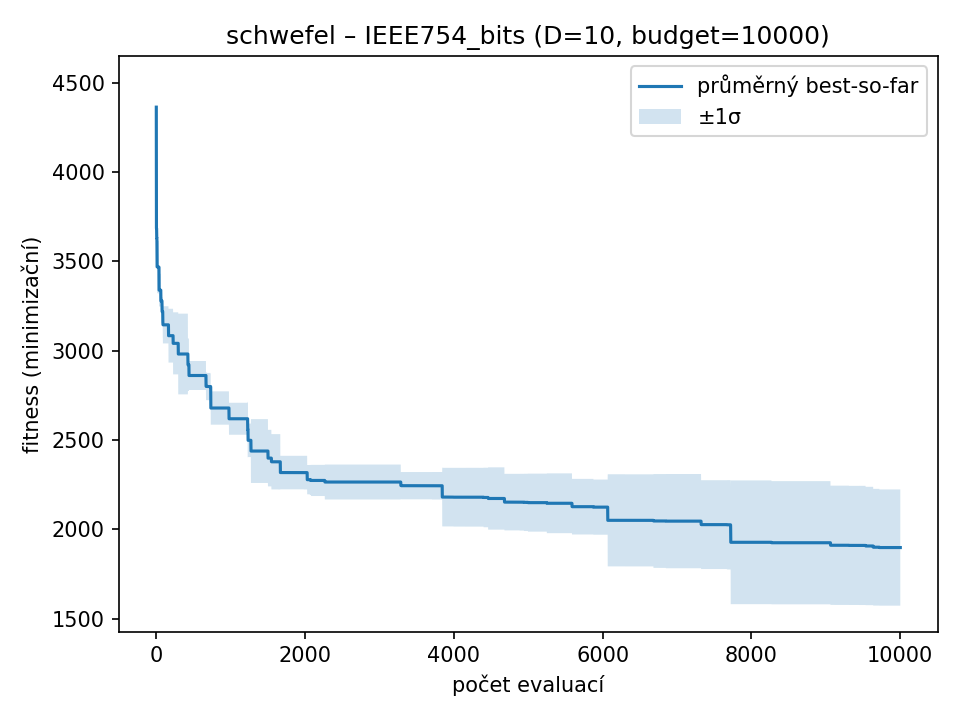 schwefel – IEEE754_bits (D=10, budget=10000)
průměrný best-so-far
±1σ
fitness (minimizační)
4500
4000
3500
3000
2500
2000
1500
0
2000
4000
6000
8000
10000
počet evaluací